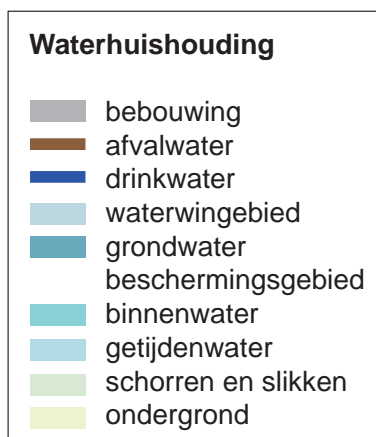 Waterhuishouding
bebouwing
afvalwater
drinkwater
waterwingebied
grondwater
beschermingsgebied
binnenwater
getijdenwater
schorren en slikken
ondergrond